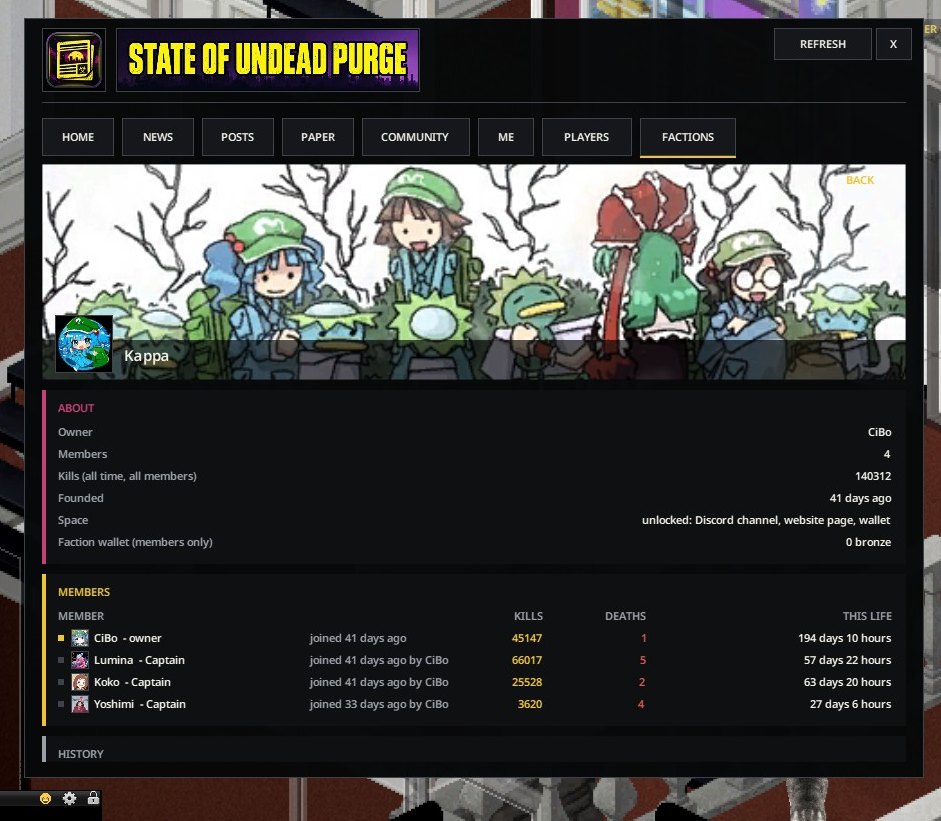 STATE OF UNDEAD PURGE
REFRESH X
ER
HOME NEWS POSTS PAPER COMMUNITY ME PLAYERS FACTIONS
BACK
Kappa
ABOUT
Owner CiBo
Members 4
Kills (all time, all members) 140312
Founded 41 days ago
Space unlocked: Discord channel, website page, wallet
Faction wallet (members only) 0 bronze
MEMBERS
MEMBER KILLS DEATHS THIS LIFE
CiBo - owner joined 41 days ago 45147 1 194 days 10 hours
Lumina - Captain joined 41 days ago by CiBo 66017 5 57 days 22 hours
Koko - Captain joined 41 days ago by CiBo 25528 2 63 days 20 hours
Yoshimi - Captain joined 33 days ago by CiBo 3620 4 27 days 6 hours
HISTORY